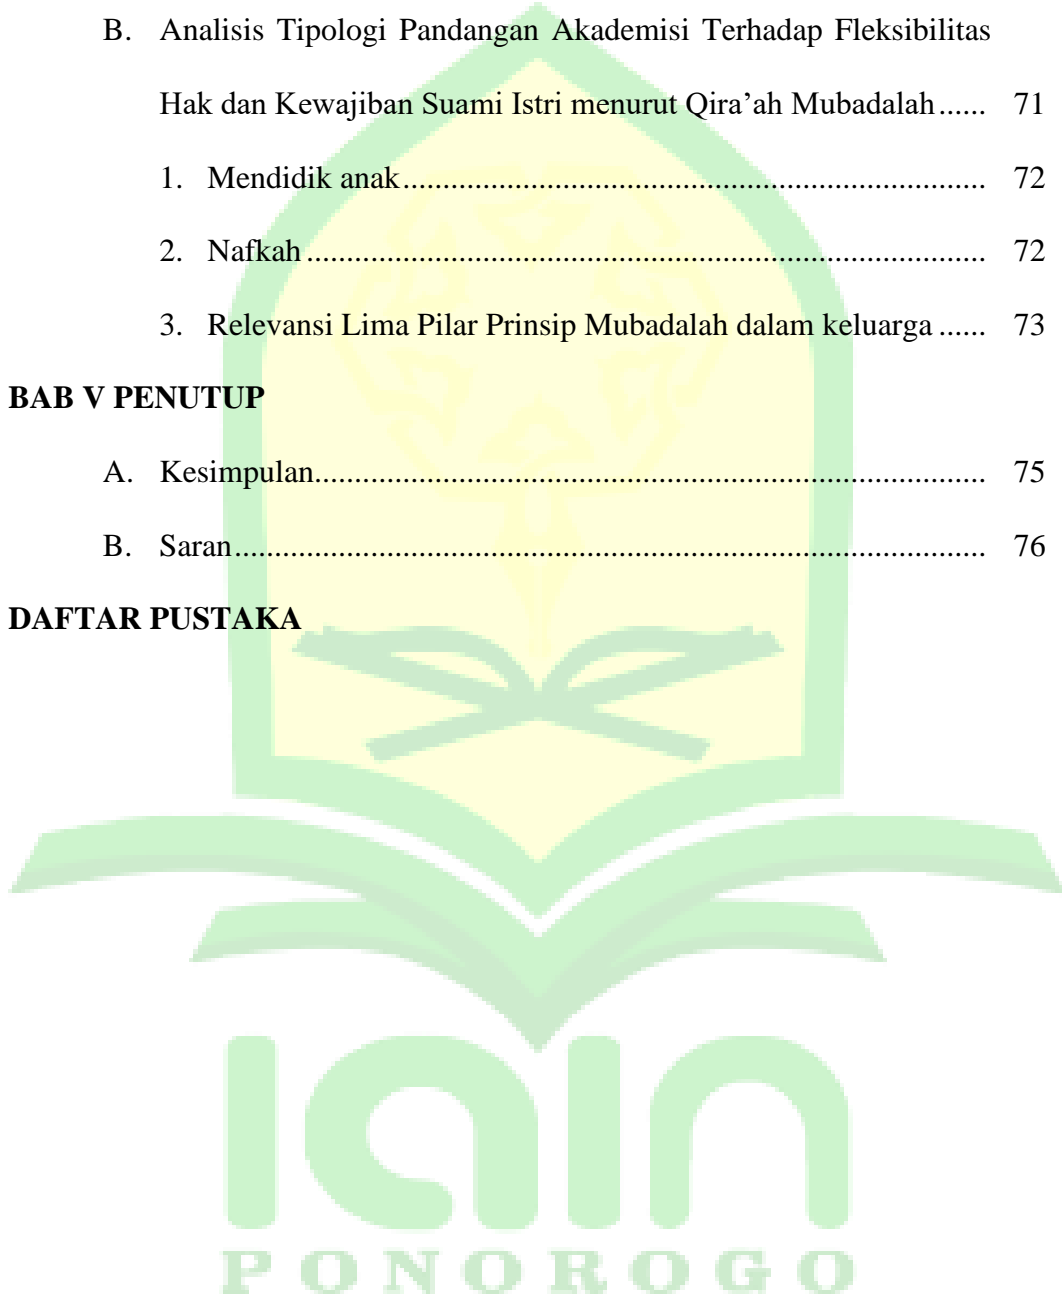 B. Analisis Tipologi Pandangan Akademisi Terhadap Fleksibilitas
Hak dan Kewajiban Suami Istri menurut Qira’ah Mubadalah ...... 71
1. Mendidik anak ......................................................................... 72
2. Nafkah ..................................................................................... 72
3. Relevansi Lima Pilar Prinsip Mubadalah dalam keluarga ...... 73
BAB V PENUTUP
A. Kesimpulan.................................................................................... 75
B. Saran .............................................................................................. 76
DAFTAR PUSTAKA
iain
PONOROGO